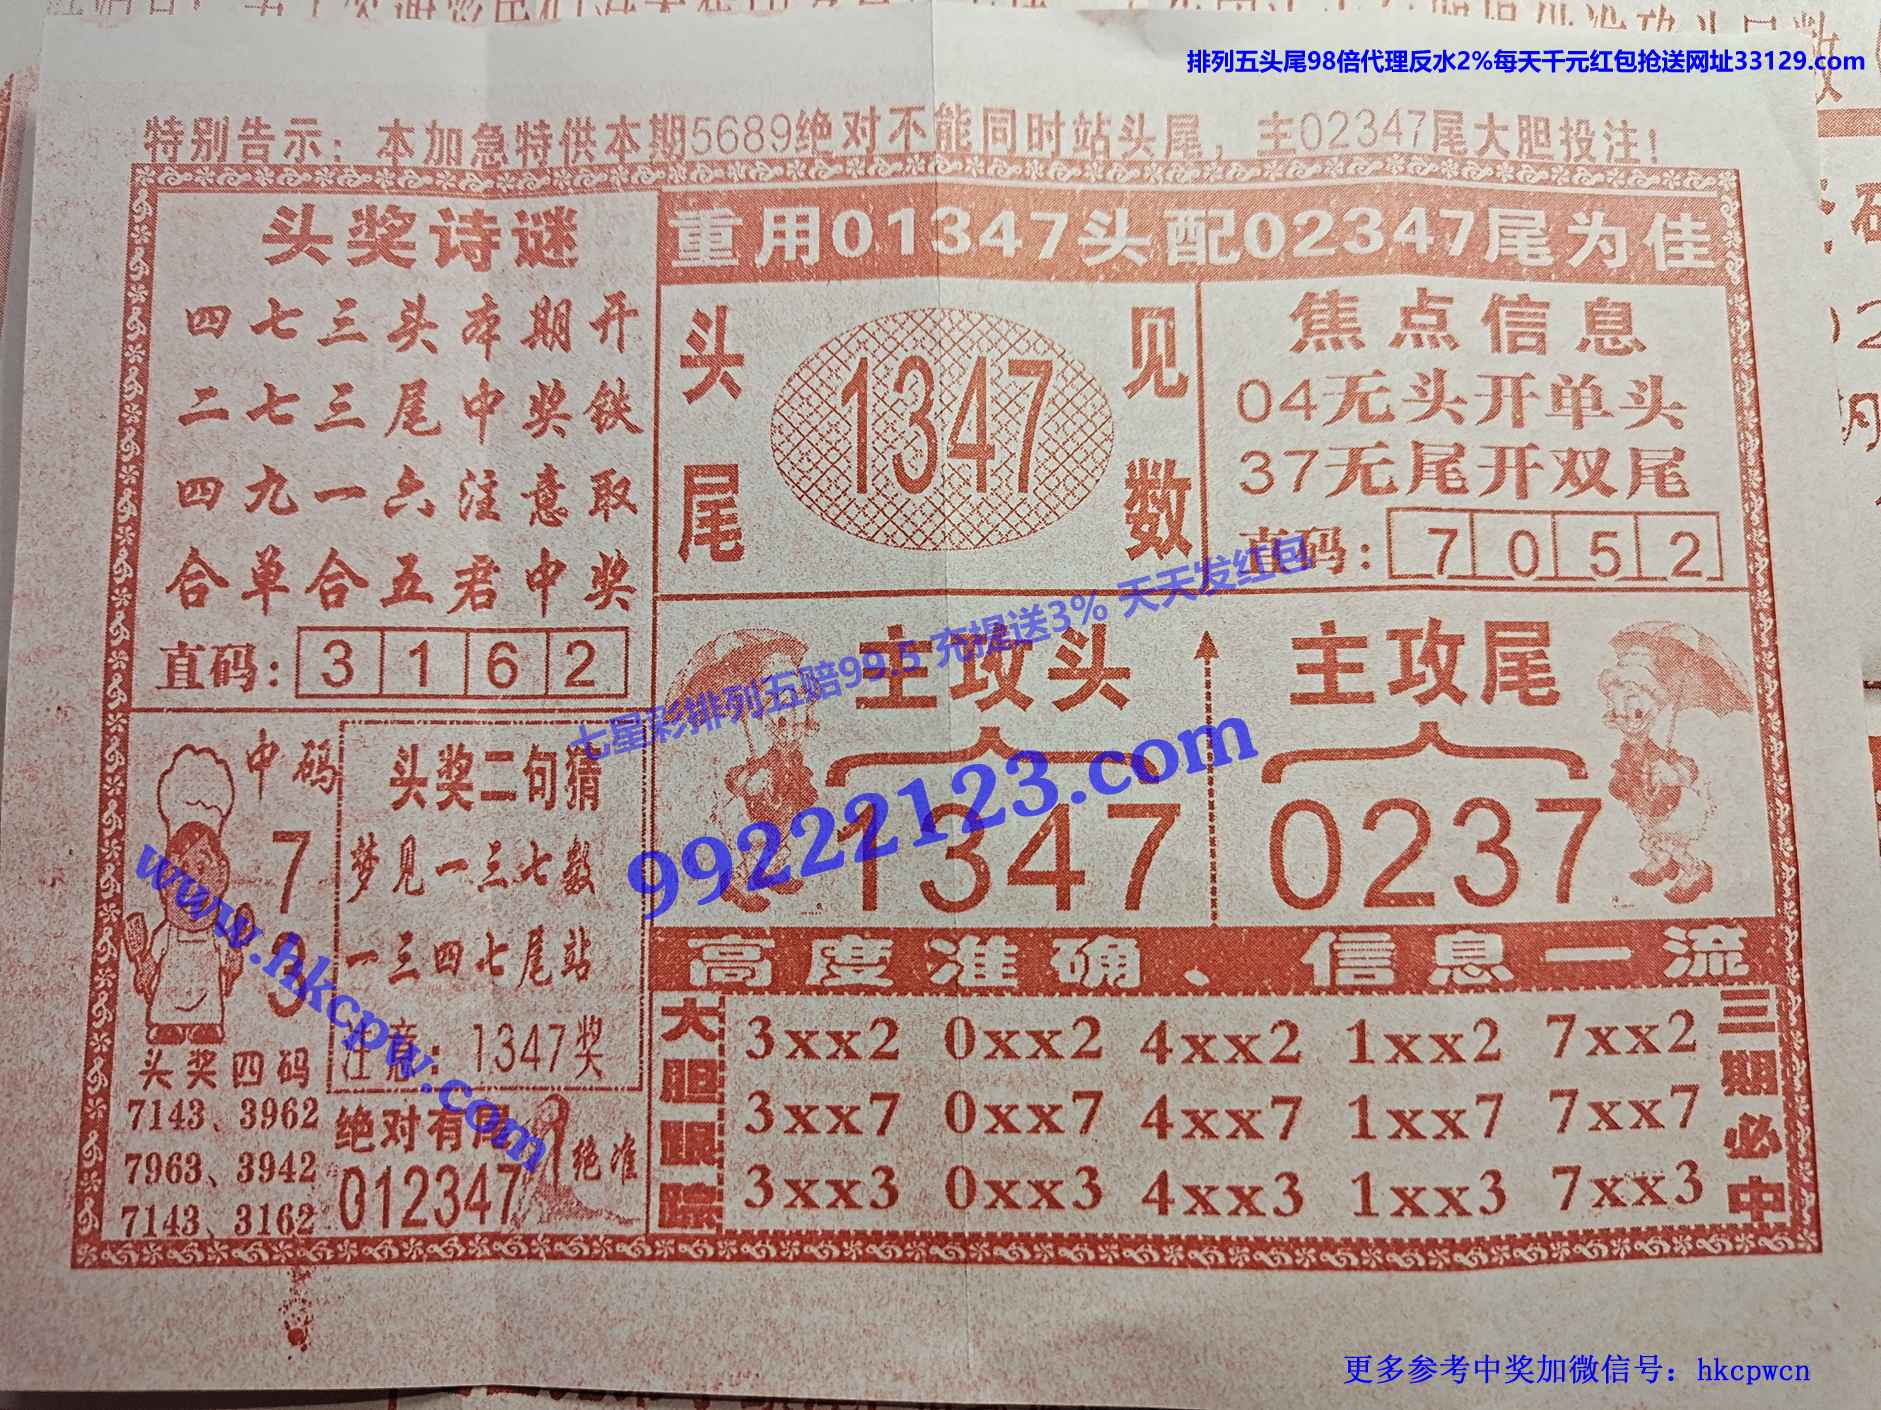 排列五头尾98倍代理反水2%每天千元红包抢送网址33129.com
特别告示：本加急特供本期5689绝对不能同时站头尾，主02347尾大胆投注！
头奖诗谜
四七三头本期开
二七三尾中奖铁
四九一六注意取
合单合五君中奖
直码：3162
重用01347头配02347尾为佳
头尾
1347
见数
焦点信息
04无头开单头
37无尾开双尾
直码：7052
七星彩排列五赔99.5 充提送3% 天天发红包
99222123.com
主攻头
1347
主攻尾
0237
中码
7
3
www.hkcpw.com
头奖四码
7143、3962
7963、3942
7143、3162
头奖二句猜
梦见一三七数
一三四七尾站
注意：1347奖
绝对有
012347
绝准
高度准确、信息一流
大胆跟踪
3xx2 0xx2 4xx2 1xx2 7xx2
3xx7 0xx7 4xx7 1xx7 7xx7
3xx3 0xx3 4xx3 1xx3 7xx3
三期必中
更多参考中奖加微信号：hkcpwcn